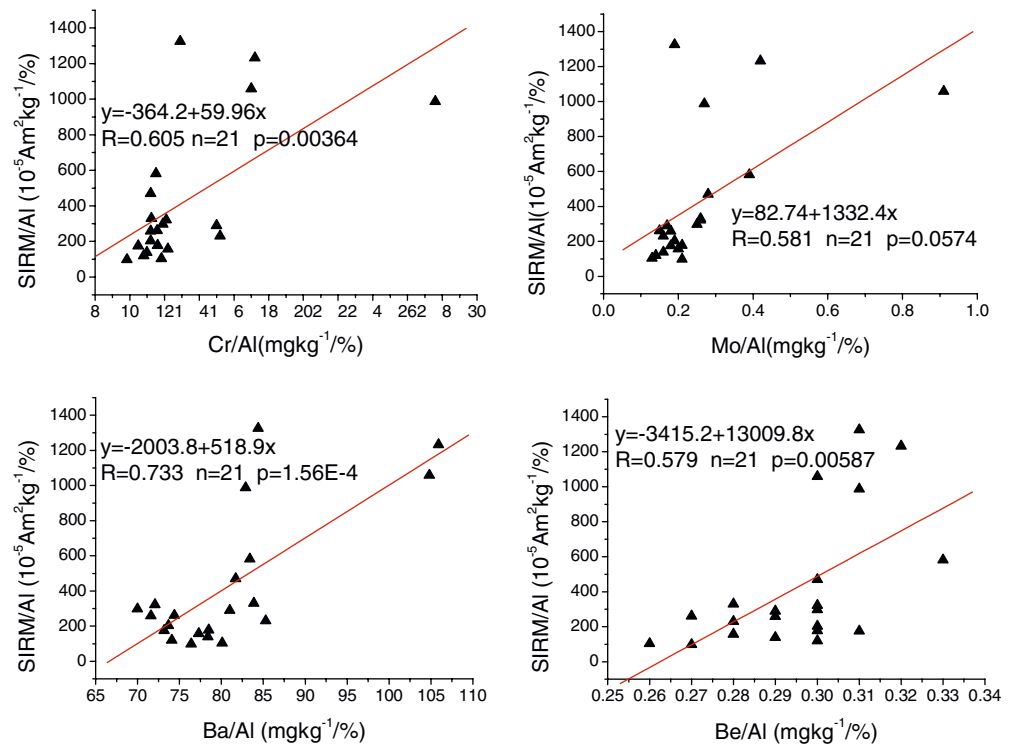 1400
1200
1000
800
600
400
200
0
SIRM/Al (10⁻⁵Am²kg⁻¹/%)
y=-364.2+59.96x
R=0.605 n=21 p=0.00364
8 10 121 41 6 18 202 22 4 262 8 30
Cr/Al(mgkg⁻¹/%)
1400
1200
1000
800
600
400
200
0
SIRM/Al(10⁻⁵Am²kg⁻¹/%)
y=82.74+1332.4x
R=0.581 n=21 p=0.0574
0.0 0.2 0.4 0.6 0.8 1.0
Mo/Al(mgkg⁻¹/%)
1400
1200
1000
800
600
400
200
0
SIRM/Al (10⁻⁵Am²kg⁻¹/%)
y=-2003.8+518.9x
R=0.733 n=21 p=1.56E-4
65 70 75 80 85 90 95 100 105 110
Ba/Al (mgkg⁻¹/%)
1400
1200
1000
800
600
400
200
0
SIRM/Al (10⁻⁵Am²kg⁻¹/%)
y=-3415.2+13009.8x
R=0.579 n=21 p=0.00587
0.25 0.26 0.27 0.28 0.29 0.30 0.31 0.32 0.33 0.34
Be/Al (mgkg⁻¹/%)